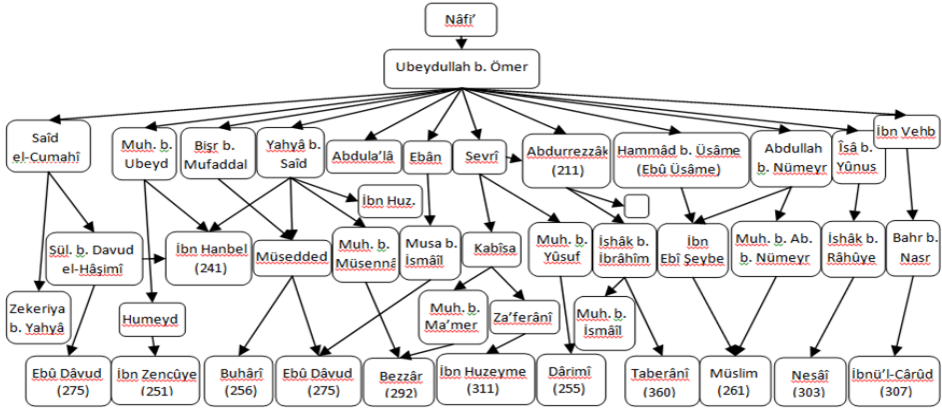 Nâfi'
Ubeydullah b. Ömer
Saîd
el-Cumahî
Muh. b.
Ubeyd
Bişr b.
Mufaddal
Yahyâ b.
Saîd
Abdula'lâ
Ebân
Sevrî
Abdurrezzâk
(211)
Hammâd b. Üsâme
(Ebû Üsâme)
Abdullah
b. Nümeyr
Îsâ b.
Yûnus
İbn Vehb
İbn Huz.
Sül. b. Davud
el-Hâşimî
İbn Hanbel
(241)
Müsedded
Muh. b.
Müsennâ
Musa b.
İsmâîl
Kabîsa
Muh. b.
Yûsuf
İshâk b.
İbrâhîm
İbn
Ebî Şeybe
Muh. b. Ab.
b. Nümeyr
İshâk b.
Râhûye
Bahr b.
Nasr
Zekeriya
b. Yahyâ
Humeyd
Muh. b.
Ma'mer
Za'ferânî
Muh. b.
İsmâîl
Ebû Dâvud
(275)
İbn Zencûye
(251)
Buhârî
(256)
Ebû Dâvud
(275)
Bezzâr
(292)
İbn Huzeyme
(311)
Dârimî
(255)
Taberânî
(360)
Müslim
(261)
Nesâî
(303)
İbnü'l-Cârûd
(307)